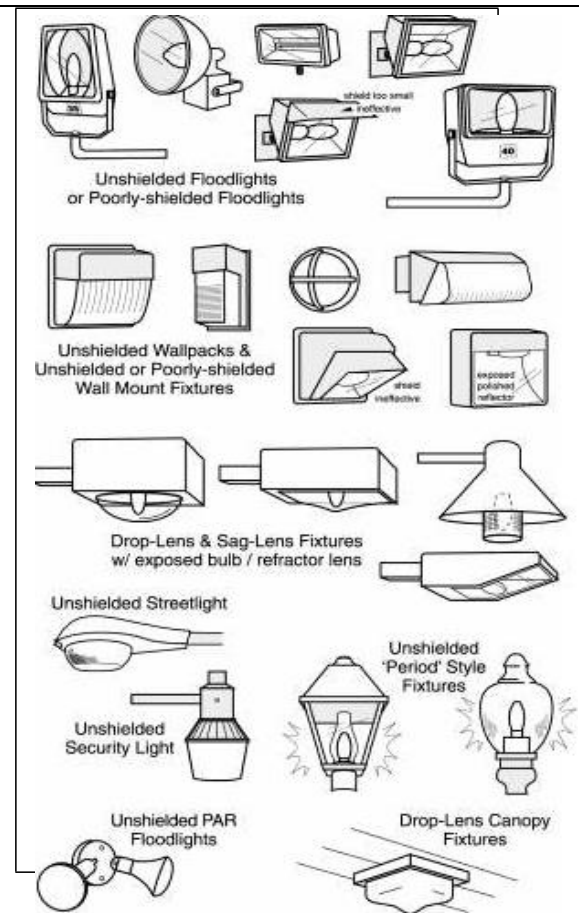 shield too small
ineffective
Unshielded Floodlights
or Poorly-shielded Floodlights
40
Unshielded Wallpacks &
Unshielded or Poorly-shielded
Wall Mount Fixtures
shield
ineffective
exposed
polished
reflector
Drop-Lens & Sag-Lens Fixtures
w/ exposed bulb / refractor lens
Unshielded Streetlight
Unshielded
'Period' Style
Fixtures
Unshielded
Security Light
Unshielded PAR
Floodlights
Drop-Lens Canopy
Fixtures